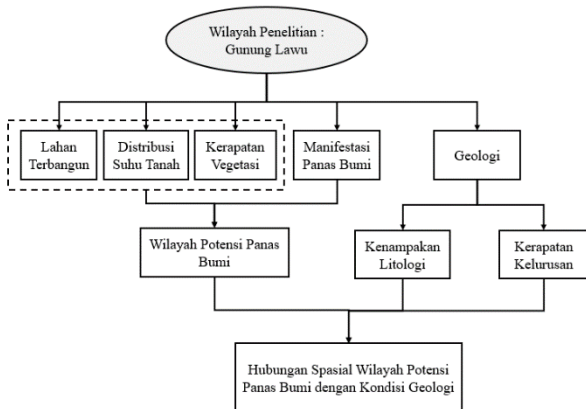 Wilayah Penelitian :
Gunung Lawu
Lahan
Terbangun
Distribusi
Suhu Tanah
Kerapatan
Vegetasi
Manifestasi
Panas Bumi
Geologi
Wilayah Potensi Panas
Bumi
Kenampakan
Litologi
Kerapatan
Kelurusan
Hubungan Spasial Wilayah Potensi
Panas Bumi dengan Kondisi Geologi